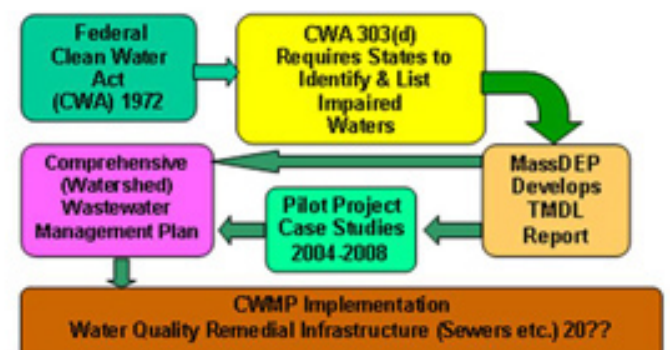 Federal
Clean Water
Act
(CWA) 1972
CWA 303(d)
Requires States to
Identify & List
Impaired
Waters
Comprehensive
(Watershed)
Wastewater
Management Plan
Pilot Project
Case Studies
2004-2008
MassDEP
Develops
TMDL
Report
CWMP Implementation
Water Quality Remedial Infrastructure (Sewers etc.) 20??